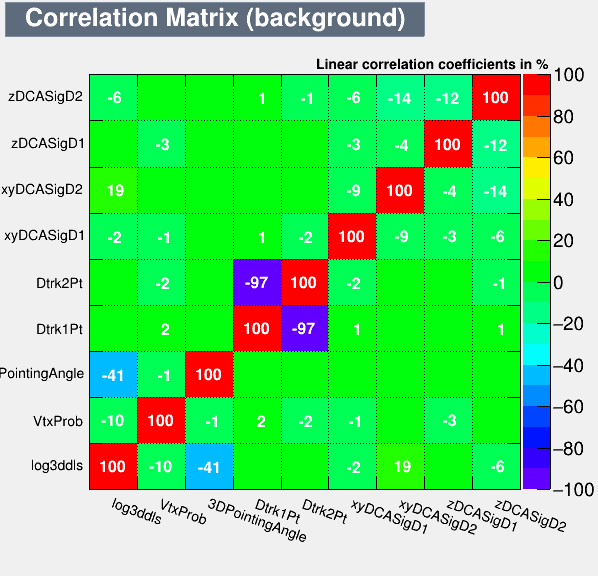 Correlation Matrix (background)
Linear correlation coefficients in %
zDCASigD2 -6 1 -1 -6 -14 -12 100
zDCASigD1 -3 -3 -4 100 -12
xyDCASigD2 19 -9 100 -4 -14
xyDCASigD1 -2 -1 1 -2 100 -9 -3 -6
Dtrk2Pt -2 -97 100 -2 -1
Dtrk1Pt 2 100 -97 1 1
PointingAngle -41 -1 100
VtxProb -10 100 -1 2 -2 -1 -3
log3ddls 100 -10 -41 -2 19 -6
log3ddls VtxProb 3DPointingAngle Dtrk1Pt Dtrk2Pt xyDCASigD1 xyDCASigD2 zDCASigD1 zDCASigD2
100
80
60
40
20
0
−20
−40
−60
−80
−100